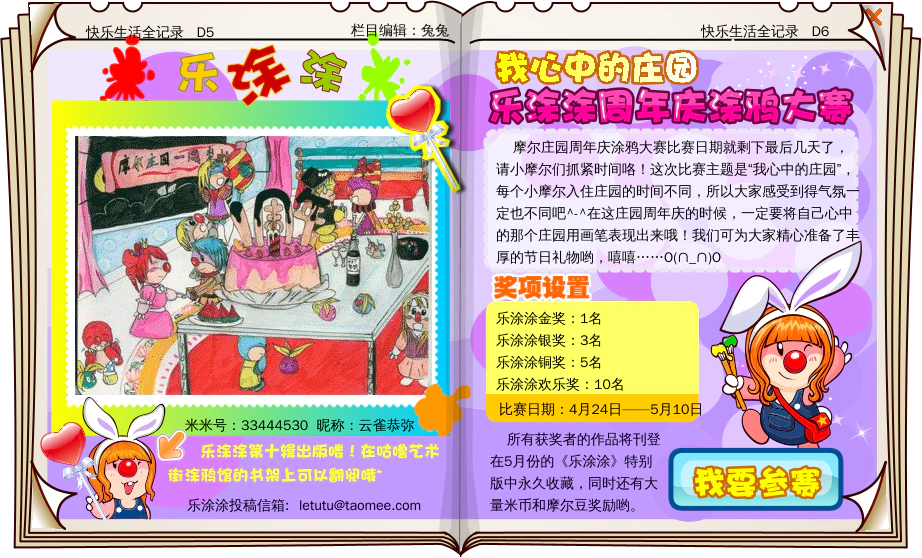 快乐生活全记录 D5
栏目编辑：兔兔
乐涂涂
摩尔庄园一周年
米米号：33444530 昵称：云雀恭弥
乐涂涂第十辑出版喽！在咕噜艺术
街涂鸦馆的书架上可以翻阅哦~
乐涂涂投稿信箱: letutu@taomee.com
快乐生活全记录 D6
我心中的庄园
乐涂涂周年庆涂鸦大赛
摩尔庄园周年庆涂鸦大赛比赛日期就剩下最后几天了，
请小摩尔们抓紧时间咯！这次比赛主题是“我心中的庄园”，
每个小摩尔入住庄园的时间不同，所以大家感受到得气氛一
定也不同吧^-^在这庄园周年庆的时候，一定要将自己心中
的那个庄园用画笔表现出来哦！我们可为大家精心准备了丰
厚的节日礼物哟，嘻嘻……O(∩_∩)O
奖项设置
乐涂涂金奖：1名
乐涂涂银奖：3名
乐涂涂铜奖：5名
乐涂涂欢乐奖：10名
比赛日期：4月24日——5月10日
所有获奖者的作品将刊登
在5月份的《乐涂涂》特别
版中永久收藏，同时还有大
量米币和摩尔豆奖励哟。
我要参赛